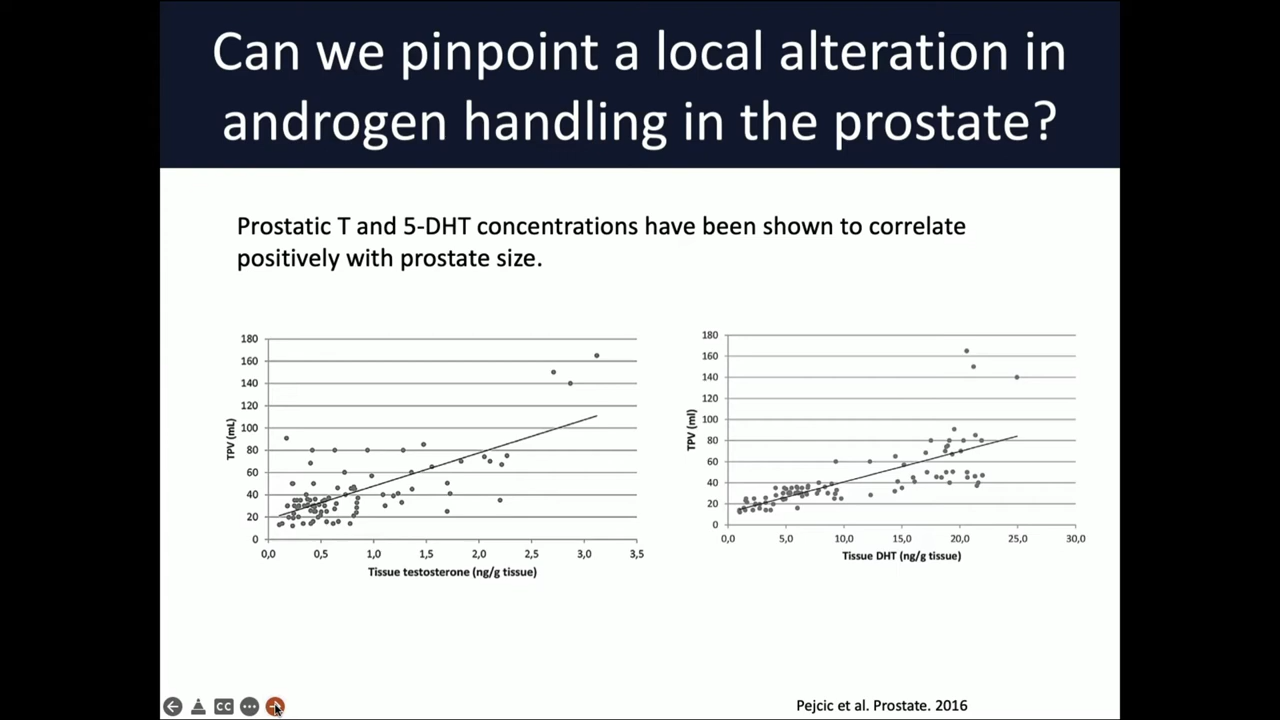 Can we pinpoint a local alteration in
androgen handling in the prostate?
Prostatic T and 5-DHT concentrations have been shown to correlate
positively with prostate size.
180
160
140
120
100
80
60
40
20
0
TPV (mL)
0,0 0,5 1,0 1,5 2,0 2,5 3,0 3,5
Tissue testosterone (ng/g tissue)
180
160
140
120
100
80
60
40
20
0
TPV (ml)
0,0 5,0 10,0 15,0 20,0 25,0 30,0
Tissue DHT (ng/g tissue)
CC
Pejcic et al. Prostate. 2016